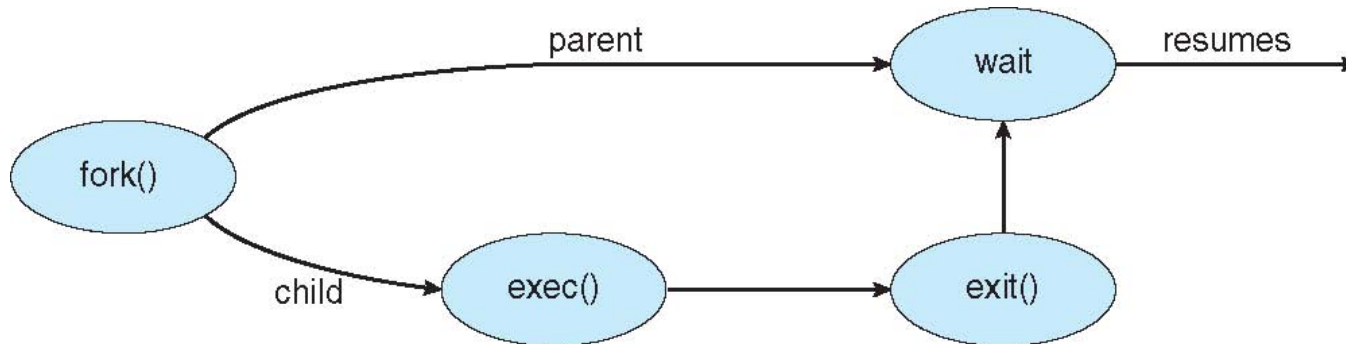 parent
resumes
wait
fork()
child
exec()
exit()